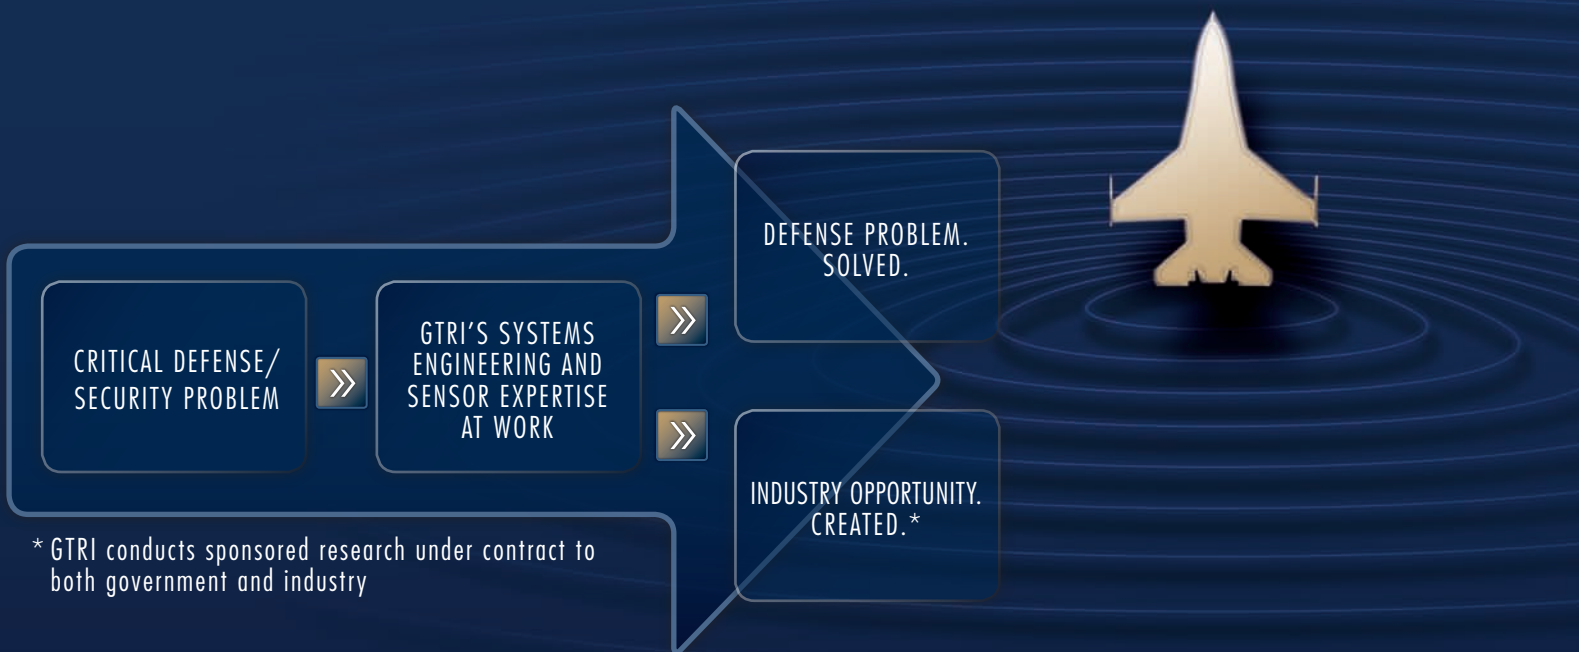 CRITICAL DEFENSE/
SECURITY PROBLEM
GTRI'S SYSTEMS
ENGINEERING AND
SENSOR EXPERTISE
AT WORK
DEFENSE PROBLEM.
SOLVED.
INDUSTRY OPPORTUNITY.
CREATED.*
* GTRI conducts sponsored research under contract to
both government and industry